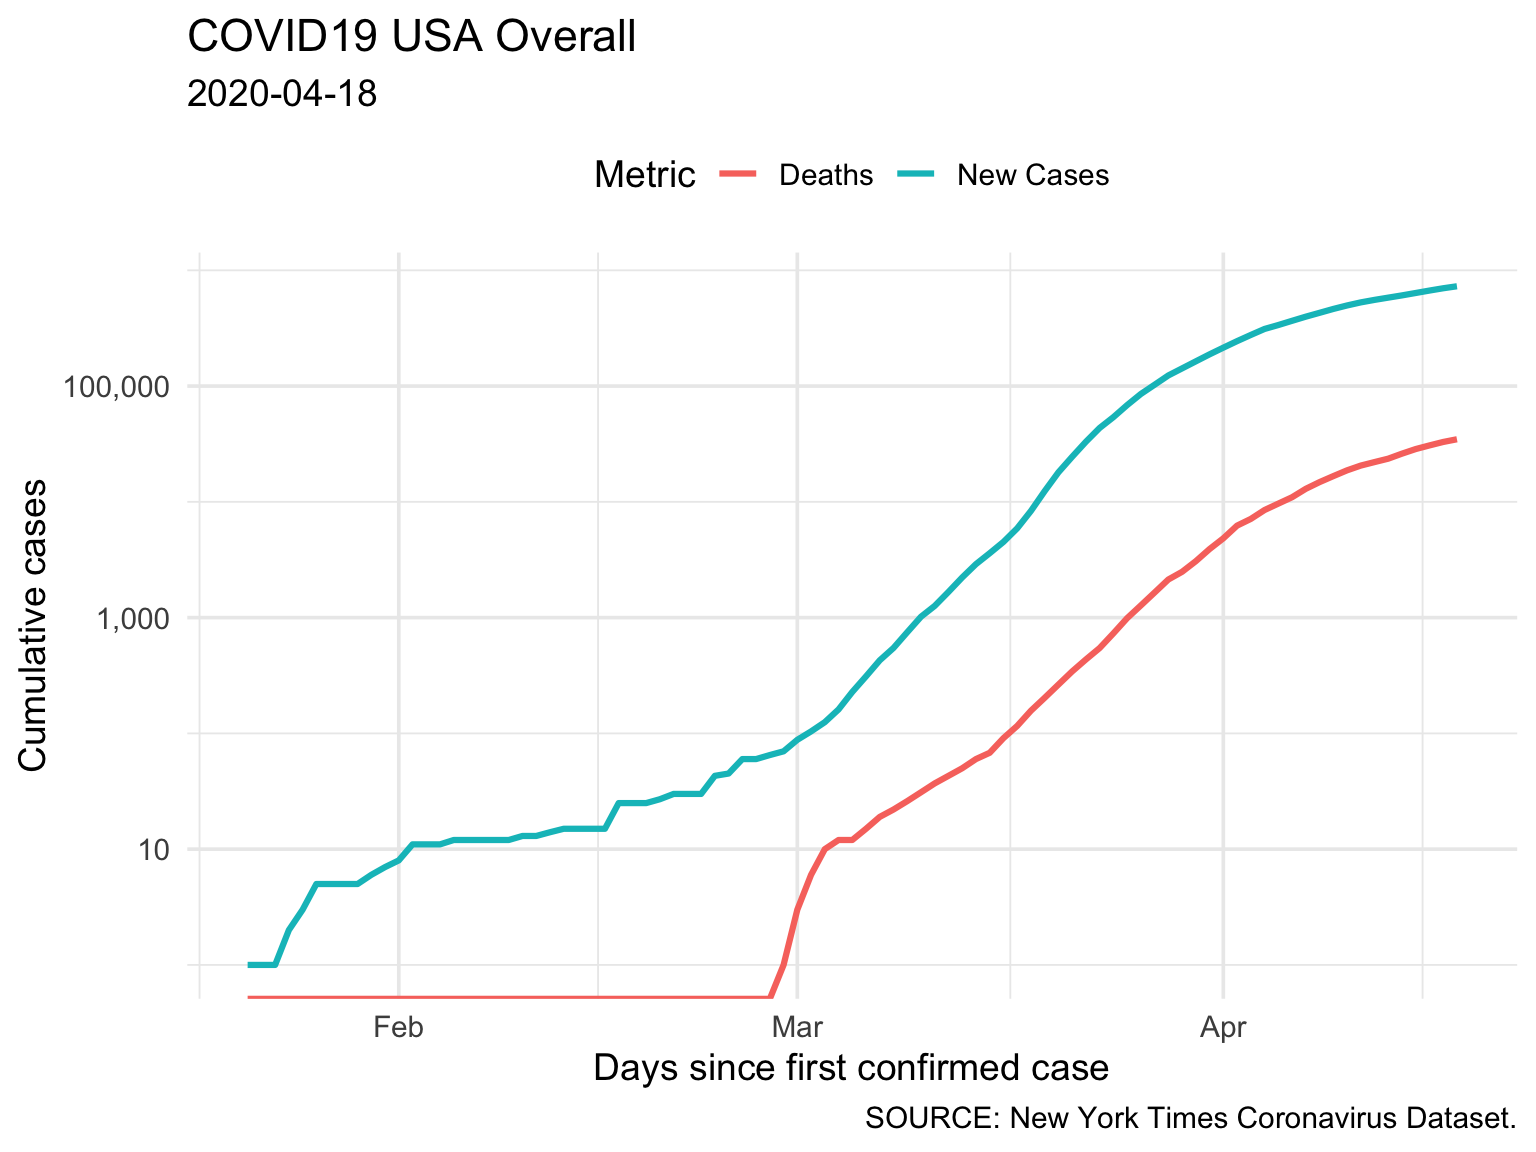 COVID19 USA Overall
2020-04-18
Metric Deaths New Cases
100,000
1,000
10
Cumulative cases
Feb Mar Apr
Days since first confirmed case
SOURCE: New York Times Coronavirus Dataset.